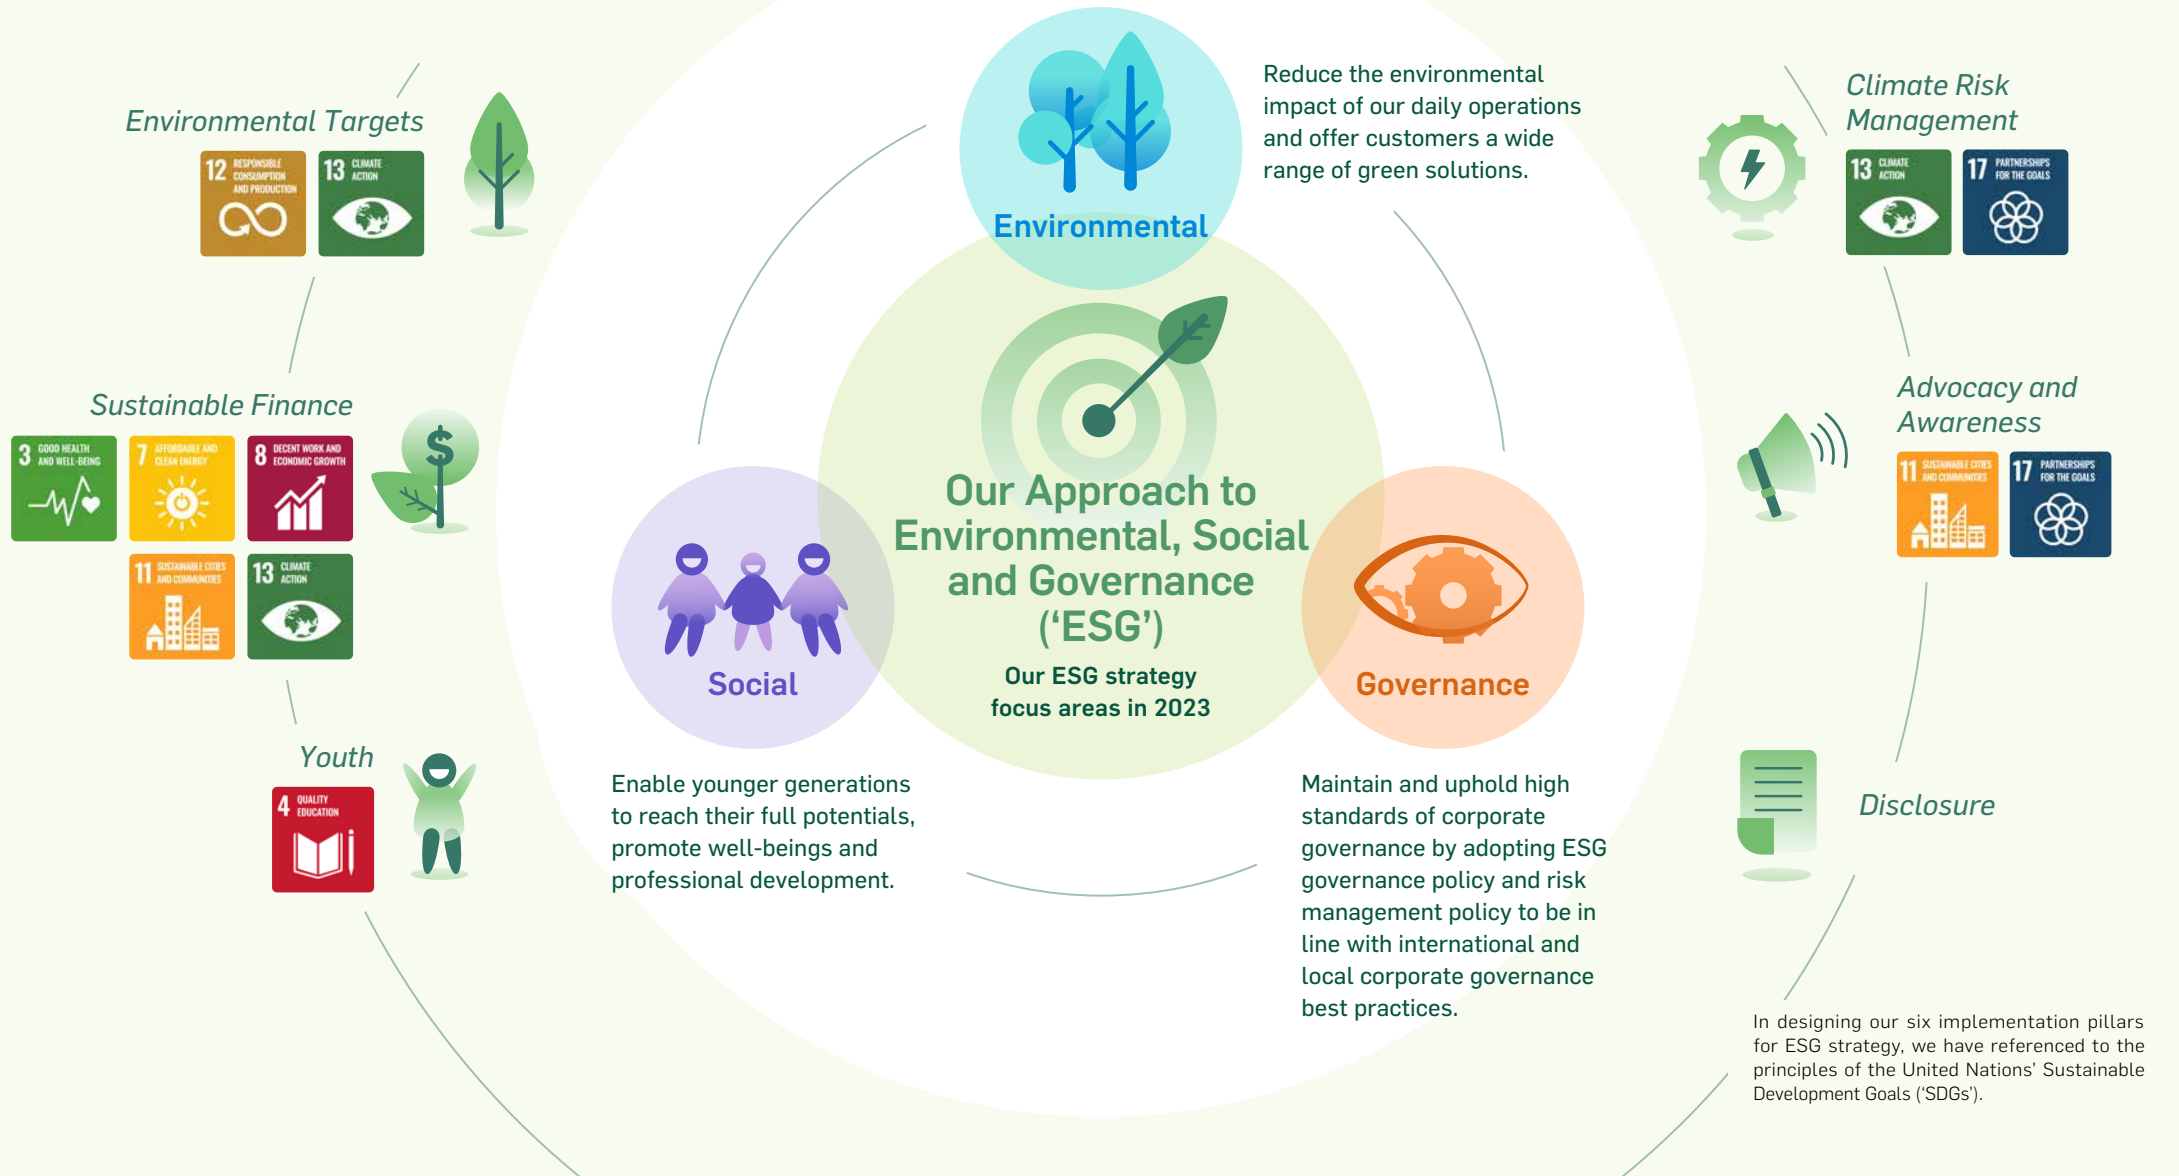 Environmental Targets
12 RESPONSIBLE
CONSUMPTION
AND PRODUCTION
13 CLIMATE
ACTION
Sustainable Finance
3 GOOD HEALTH
AND WELL-BEING
7 AFFORDABLE AND
CLEAN ENERGY
8 DECENT WORK AND
ECONOMIC GROWTH
$
11 SUSTAINABLE CITIES
AND COMMUNITIES
13 CLIMATE
ACTION
Youth
4 QUALITY
EDUCATION
Environmental
Reduce the environmental
impact of our daily operations
and offer customers a wide
range of green solutions.
Our Approach to
Environmental, Social
and Governance
(‘ESG’)
Our ESG strategy
focus areas in 2023
Social
Enable younger generations
to reach their full potentials,
promote well-beings and
professional development.
Governance
Maintain and uphold high
standards of corporate
governance by adopting ESG
governance policy and risk
management policy to be in
line with international and
local corporate governance
best practices.
Climate Risk
Management
13 CLIMATE
ACTION
17 PARTNERSHIPS
FOR THE GOALS
Advocacy and
Awareness
11 SUSTAINABLE CITIES
AND COMMUNITIES
17 PARTNERSHIPS
FOR THE GOALS
Disclosure
In designing our six implementation pillars
for ESG strategy, we have referenced to the
principles of the United Nations’ Sustainable
Development Goals (‘SDGs’).